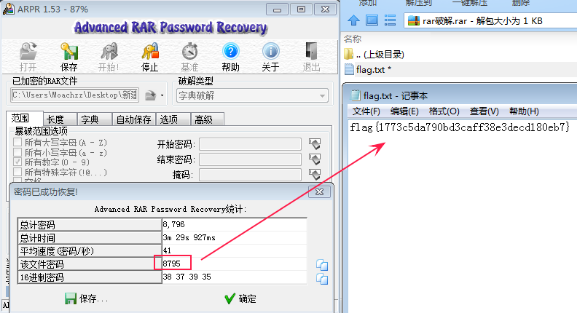 ARPR 1.53 - 87%
Advanced RAR Password Recovery
打开
保存
开始!
停止
基准
帮助
关于
退出
已加密的RAR文件
破解类型
C:\Users\Moachzz\Desktop\新建
字典破解
范围
长度
字典
自动保存
选项
高级
暴破范围选项
所有大写字母(A - Z)
所有小写字母(a - z)
所有数字(0 - 9)
所有特殊字符(!@...)
空格
开始密码:
结束密码:
掩码:
密码已成功恢复!
Advanced RAR Password Recovery统计:
总计密码 8,796
总计时间 3m 29s 927ms
平均速度(密码/秒) 41
该文件密码 8795
16进制密码 38 37 39 35
保存...
确定
添加
解压到
一键解压
删除
rar破解.rar - 解包大小为 1 KB
名称
.. (上级目录)
flag.txt *
flag.txt - 记事本
文件(F) 编辑(E) 格式(O) 查看(V) 帮助(H)
flag{1773c5da790bd3caff38e3decd180eb7}